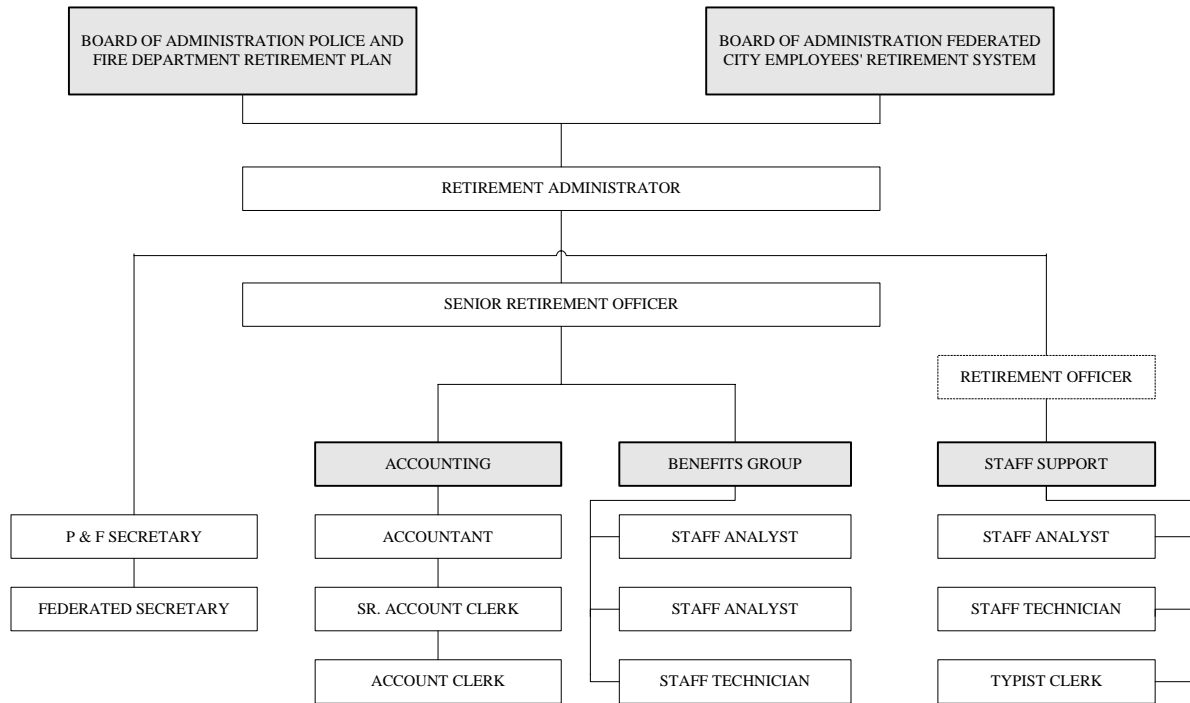 BOARD OF ADMINISTRATION POLICE AND
FIRE DEPARTMENT RETIREMENT PLAN
BOARD OF ADMINISTRATION FEDERATED
CITY EMPLOYEES' RETIREMENT SYSTEM
RETIREMENT ADMINISTRATOR
SENIOR RETIREMENT OFFICER
RETIREMENT OFFICER
ACCOUNTING
BENEFITS GROUP
STAFF SUPPORT
P & F SECRETARY
ACCOUNTANT
STAFF ANALYST
STAFF ANALYST
FEDERATED SECRETARY
SR. ACCOUNT CLERK
STAFF ANALYST
STAFF TECHNICIAN
ACCOUNT CLERK
STAFF TECHNICIAN
TYPIST CLERK